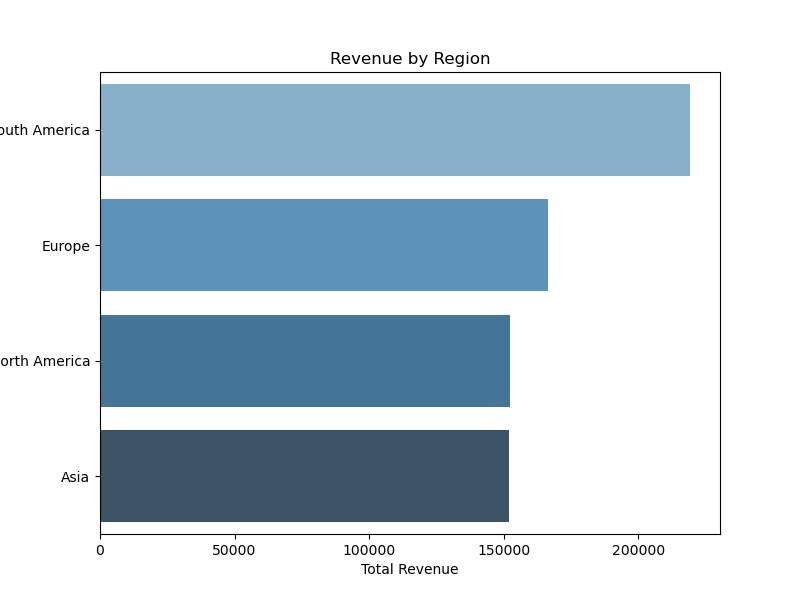 Revenue by Region
outh America
Europe
orth America
Asia
0 50000 100000 150000 200000
Total Revenue